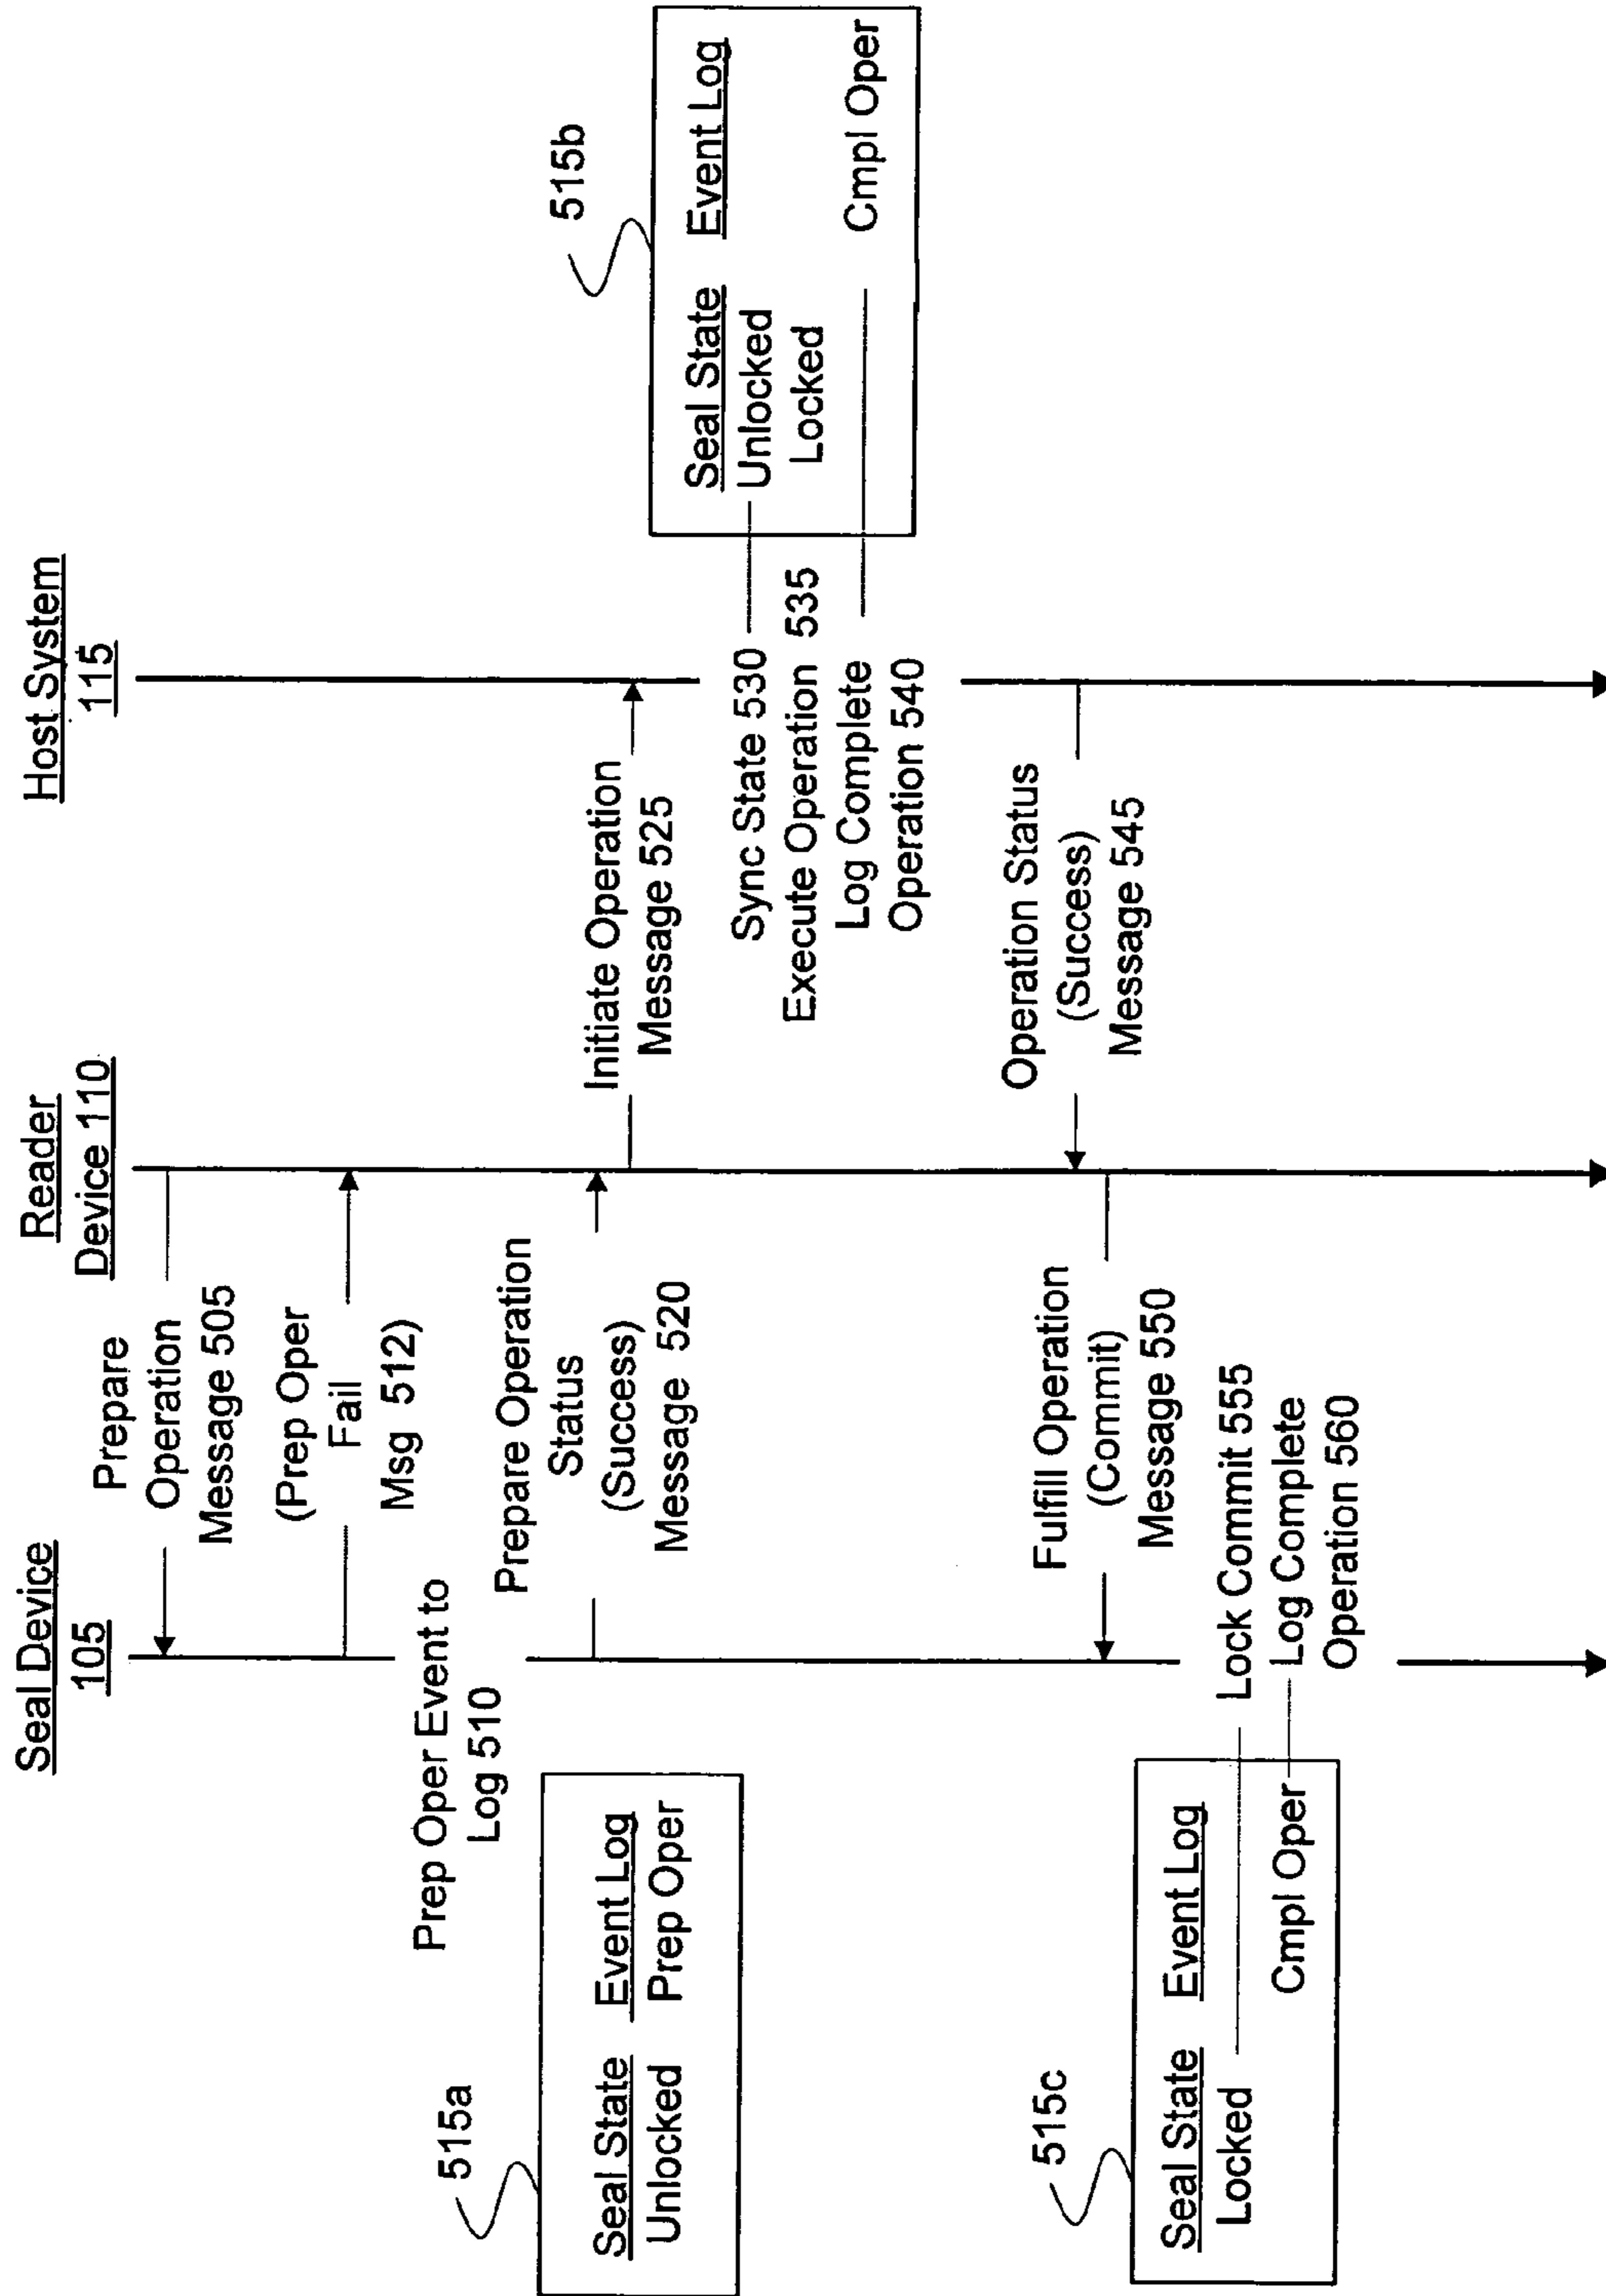 Seal Device
105
Reader
Device 110
Host System
115
Prepare
Operation
Message 505
(Prep Oper
Fail
Msg 512)
Prep Oper Event to
Log 510
515a
Seal State Event Log
Unlocked Prep Oper
Prepare Operation
Status
(Success)
Message 520
Initiate Operation
Message 525
Sync State 530
Execute Operation 535
Log Complete
Operation 540
515b
Seal State Event Log
Unlocked
Locked
Cmpl Oper
Operation Status
(Success)
Message 545
Fulfill Operation
(Commit)
Message 550
Lock Commit 555
Log Complete
Operation 560
515c
Seal State Event Log
Locked
Cmpl Oper